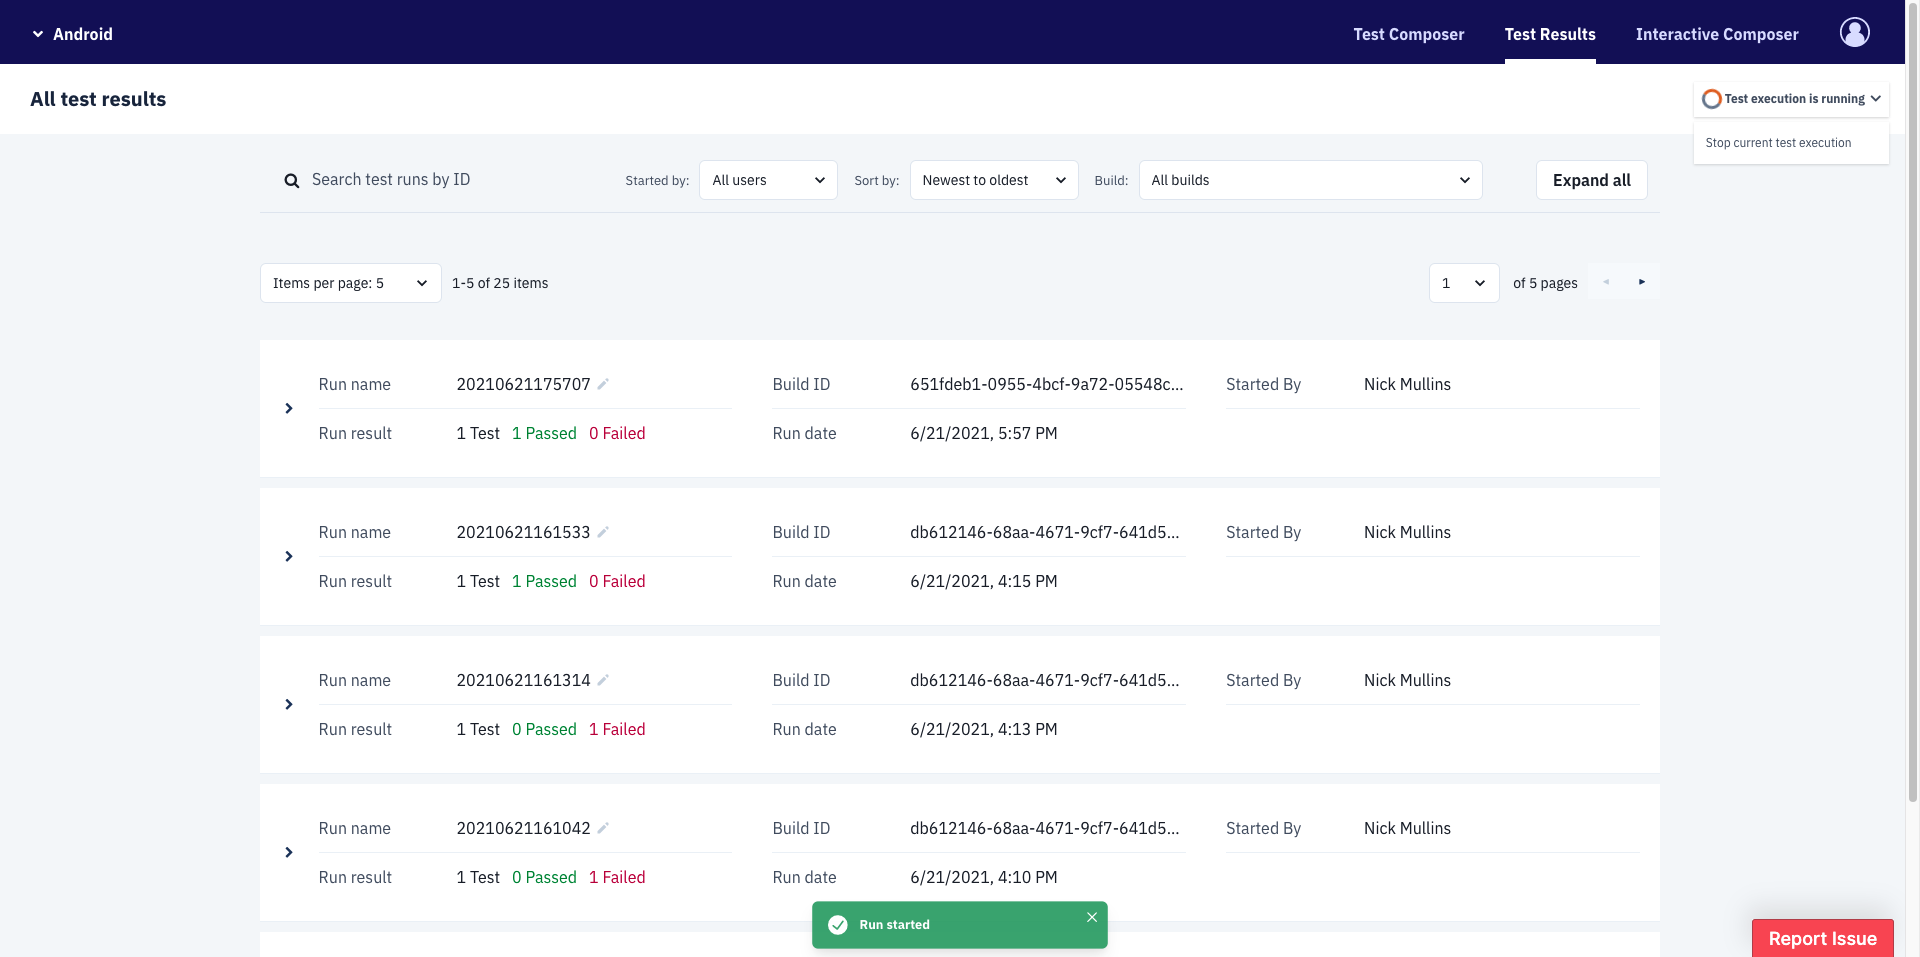 Android
Test Composer
Test Results
Interactive Composer
All test results
Test execution is running
Stop current test execution
Search test runs by ID
Started by: All users
Sort by: Newest to oldest
Build: All builds
Expand all
Items per page: 5
1-5 of 25 items
1
of 5 pages
Run name 20210621175707 Build ID 651fdeb1-0955-4bcf-9a72-05548c... Started By Nick Mullins
Run result 1 Test 1 Passed 0 Failed Run date 6/21/2021, 5:57 PM
Run name 20210621161533 Build ID db612146-68aa-4671-9cf7-641d5... Started By Nick Mullins
Run result 1 Test 1 Passed 0 Failed Run date 6/21/2021, 4:15 PM
Run name 20210621161314 Build ID db612146-68aa-4671-9cf7-641d5... Started By Nick Mullins
Run result 1 Test 0 Passed 1 Failed Run date 6/21/2021, 4:13 PM
Run name 20210621161042 Build ID db612146-68aa-4671-9cf7-641d5... Started By Nick Mullins
Run result 1 Test 0 Passed 1 Failed Run date 6/21/2021, 4:10 PM
Run started
Report Issue